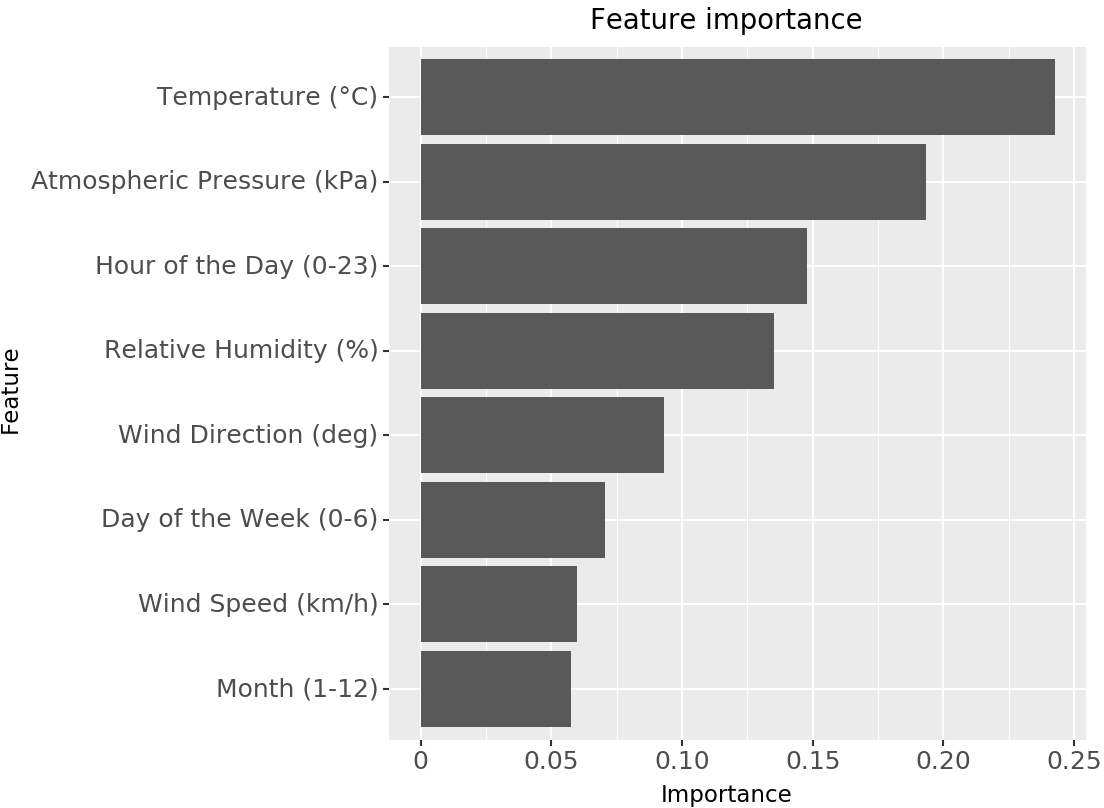 Feature importance
Temperature (°C)
Atmospheric Pressure (kPa)
Hour of the Day (0-23)
Relative Humidity (%)
Feature
Wind Direction (deg)
Day of the Week (0-6)
Wind Speed (km/h)
Month (1-12)
0 0.05 0.10 0.15 0.20 0.25
Importance